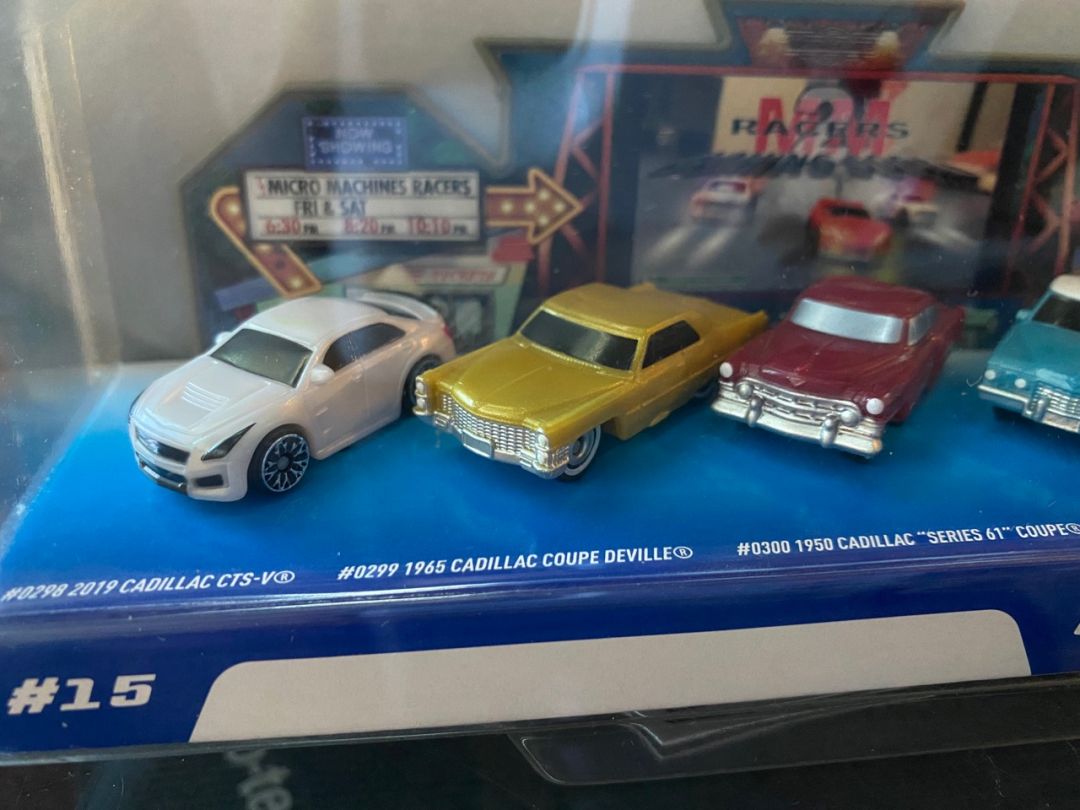 NOW
SHOWING
MICRO MACHINES RACERS
FRI & SAT
6:30 PM 8:20 PM 10:10 PM
MM
RACERS
#0298 2019 CADILLAC CTS-V®
#0299 1965 CADILLAC COUPE DEVILLE®
#0300 1950 CADILLAC "SERIES 61" COUPE®
#15